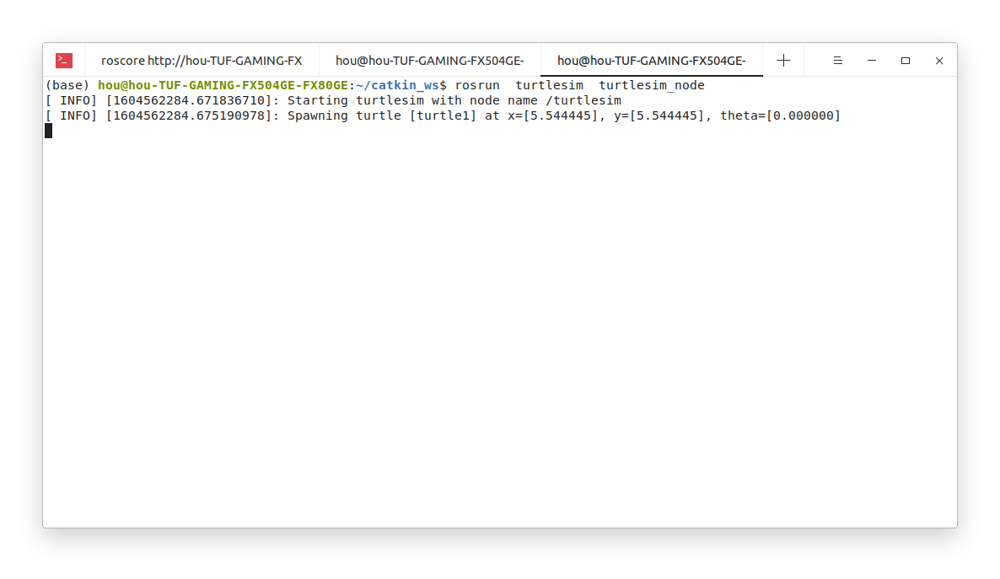 >_ roscore http://hou-TUF-GAMING-FX hou@hou-TUF-GAMING-FX504GE- hou@hou-TUF-GAMING-FX504GE-
(base) hou@hou-TUF-GAMING-FX504GE-FX80GE:~/catkin_ws$ rosrun  turtlesim  turtlesim_node
[ INFO] [1604562284.671836710]: Starting turtlesim with node name /turtlesim
[ INFO] [1604562284.675190978]: Spawning turtle [turtle1] at x=[5.544445], y=[5.544445], theta=[0.000000]